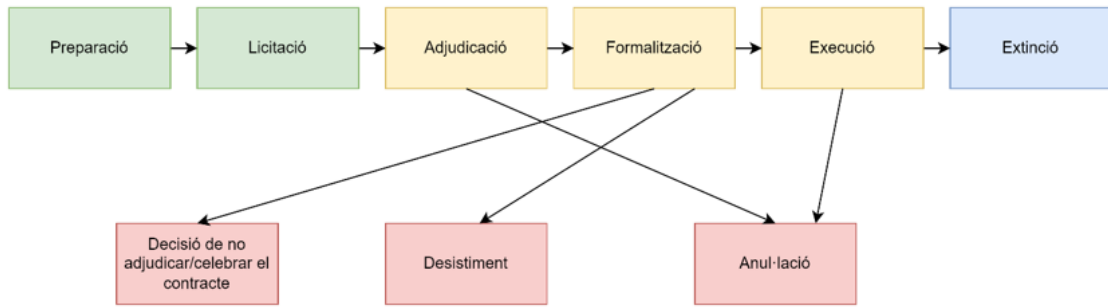 Preparació
Licitació
Adjudicació
Formalització
Execució
Extinció
Decisió de no
adjudicar/celebrar el
contracte
Desistiment
Anul·lació